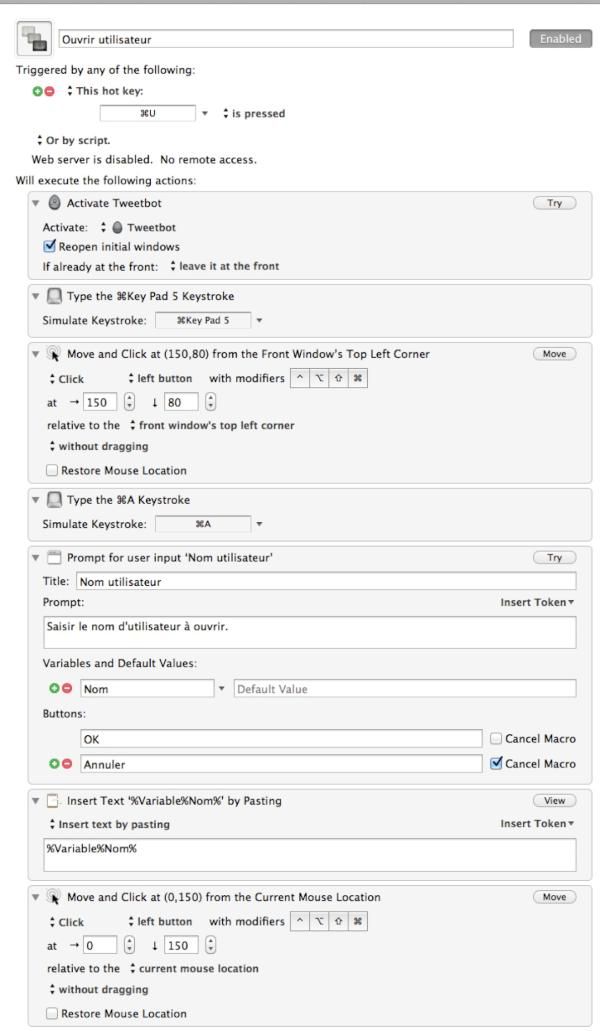 Ouvrir utilisateur
Enabled
Triggered by any of the following:
This hot key:
⌘U is pressed
Or by script.
Web server is disabled. No remote access.
Will execute the following actions:
Activate Tweetbot Try
Activate: Tweetbot
Reopen initial windows
If already at the front: leave it at the front
Type the ⌘Key Pad 5 Keystroke
Simulate Keystroke: ⌘Key Pad 5
Move and Click at (150,80) from the Front Window's Top Left Corner Move
Click left button with modifiers ^ ⌥ ⇧ ⌘
at → 150 ↓ 80
relative to the front window's top left corner
without dragging
Restore Mouse Location
Type the ⌘A Keystroke
Simulate Keystroke: ⌘A
Prompt for user input 'Nom utilisateur' Try
Title: Nom utilisateur
Prompt: Insert Token
Saisir le nom d'utilisateur à ouvrir.
Variables and Default Values:
Nom Default Value
Buttons:
OK Cancel Macro
Annuler Cancel Macro
Insert Text '%Variable%Nom%' by Pasting View
Insert text by pasting Insert Token
%Variable%Nom%
Move and Click at (0,150) from the Current Mouse Location Move
Click left button with modifiers ^ ⌥ ⇧ ⌘
at → 0 ↓ 150
relative to the current mouse location
without dragging
Restore Mouse Location